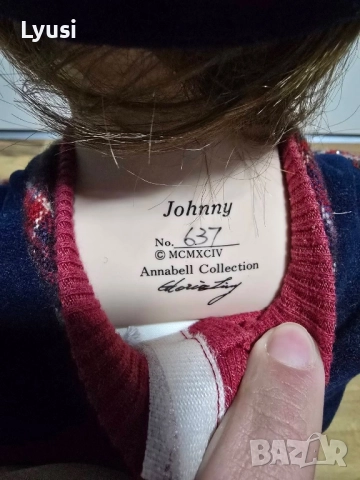 Lyusi
Johnny
No. 637
© MCMXCIV
Annabell Collection
BAZAR